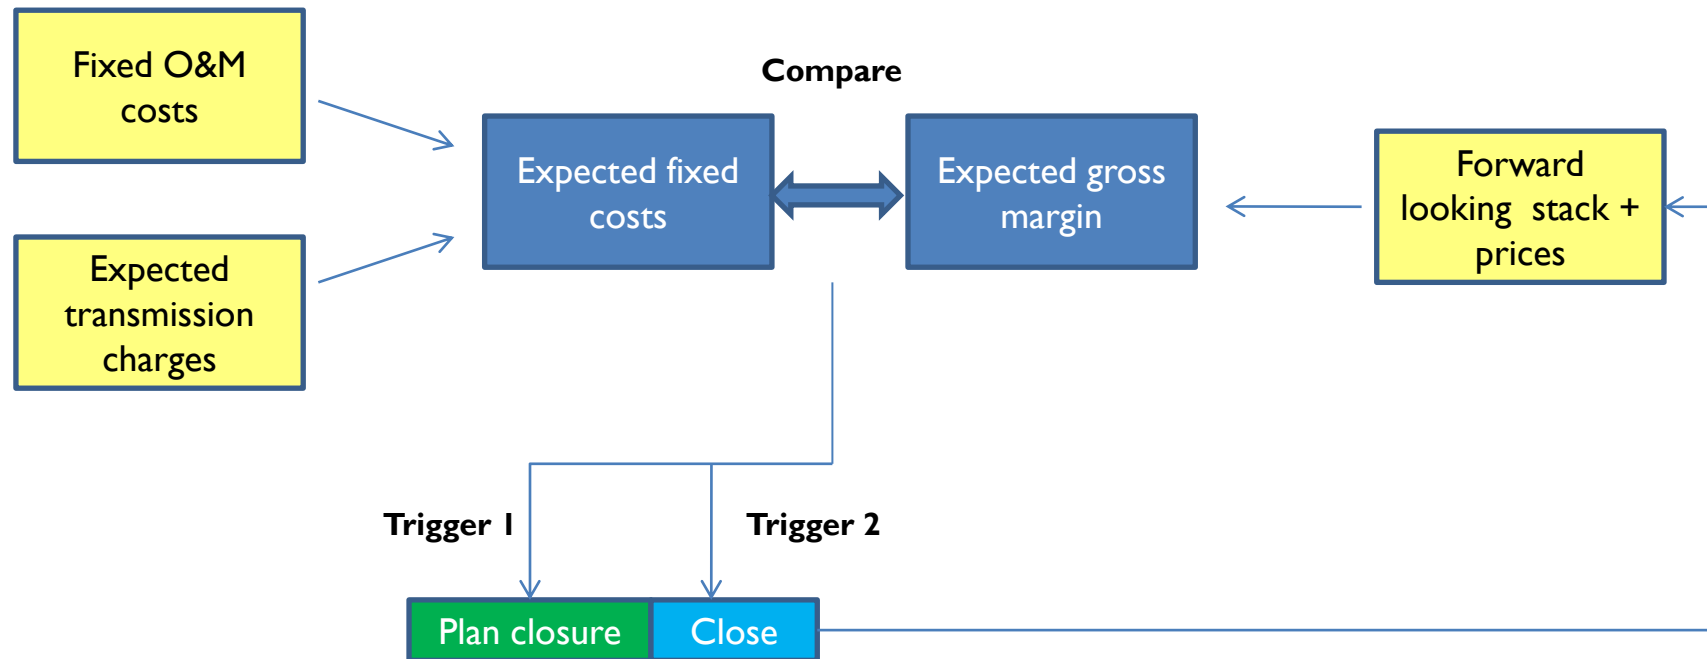 Fixed O&M
costs
Compare
Expected fixed
costs
Expected gross
margin
Forward
looking  stack +
prices
Expected
transmission
charges
Trigger 1
Trigger 2
Plan closure
Close